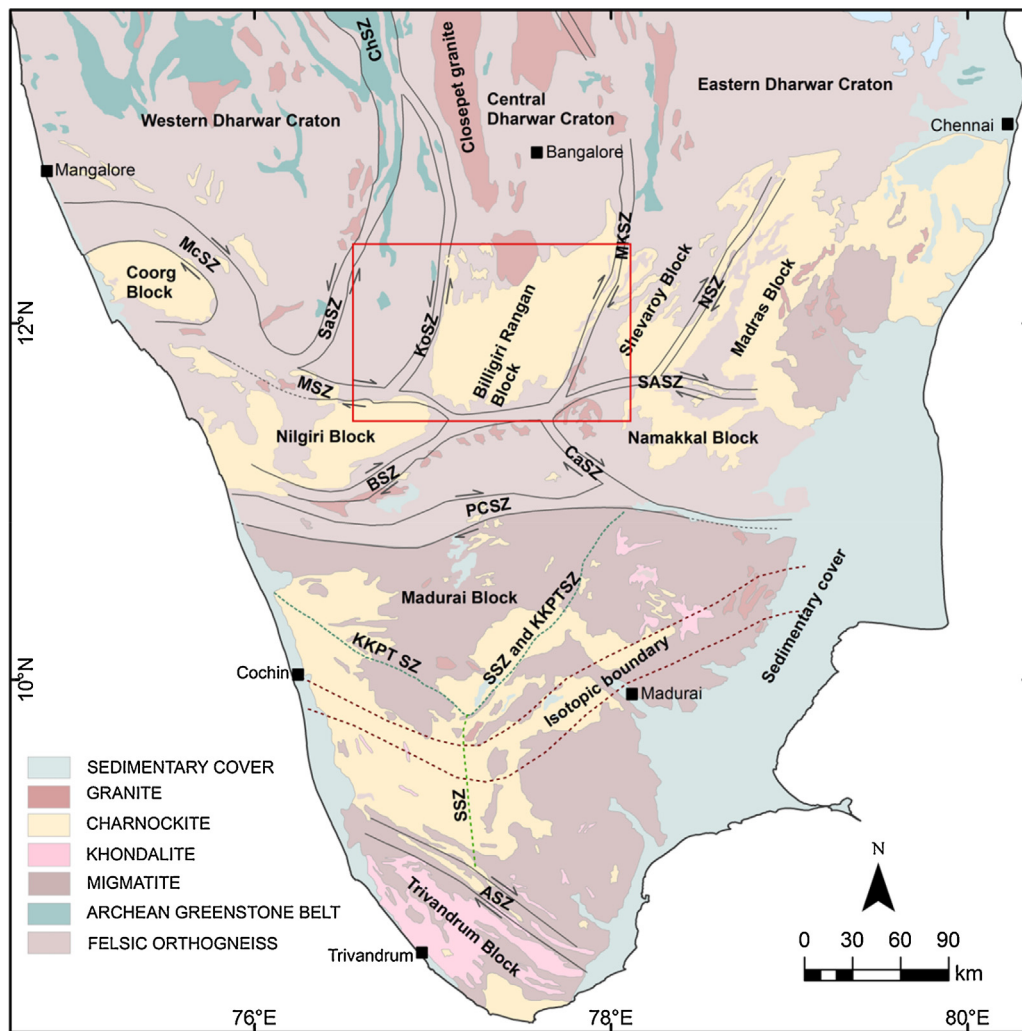 ChSZ
Closepet granite
Western Dharwar Craton
Central
Dharwar Craton
Eastern Dharwar Craton
Chennai
Bangalore
Mangalore
McSZ
Coorg
Block
SaSZ
KoSZ
Billigiri Rangan
Block
MKSZ
Shevaroy Block
NSZ
Madras Block
12°N
MSZ
SASZ
Nilgiri Block
Namakkal Block
BSZ
CaSZ
PCSZ
Madurai Block
KKPT SZ
SSZ and KKPTSZ
Isotopic boundary
Sedimentary cover
10°N
Cochin
Madurai
SSZ
ASZ
Trivandrum Block
Trivandrum
SEDIMENTARY COVER
GRANITE
CHARNOCKITE
KHONDALITE
MIGMATITE
ARCHEAN GREENSTONE BELT
FELSIC ORTHOGNEISS
N
0 30 60 90
km
76°E
78°E
80°E